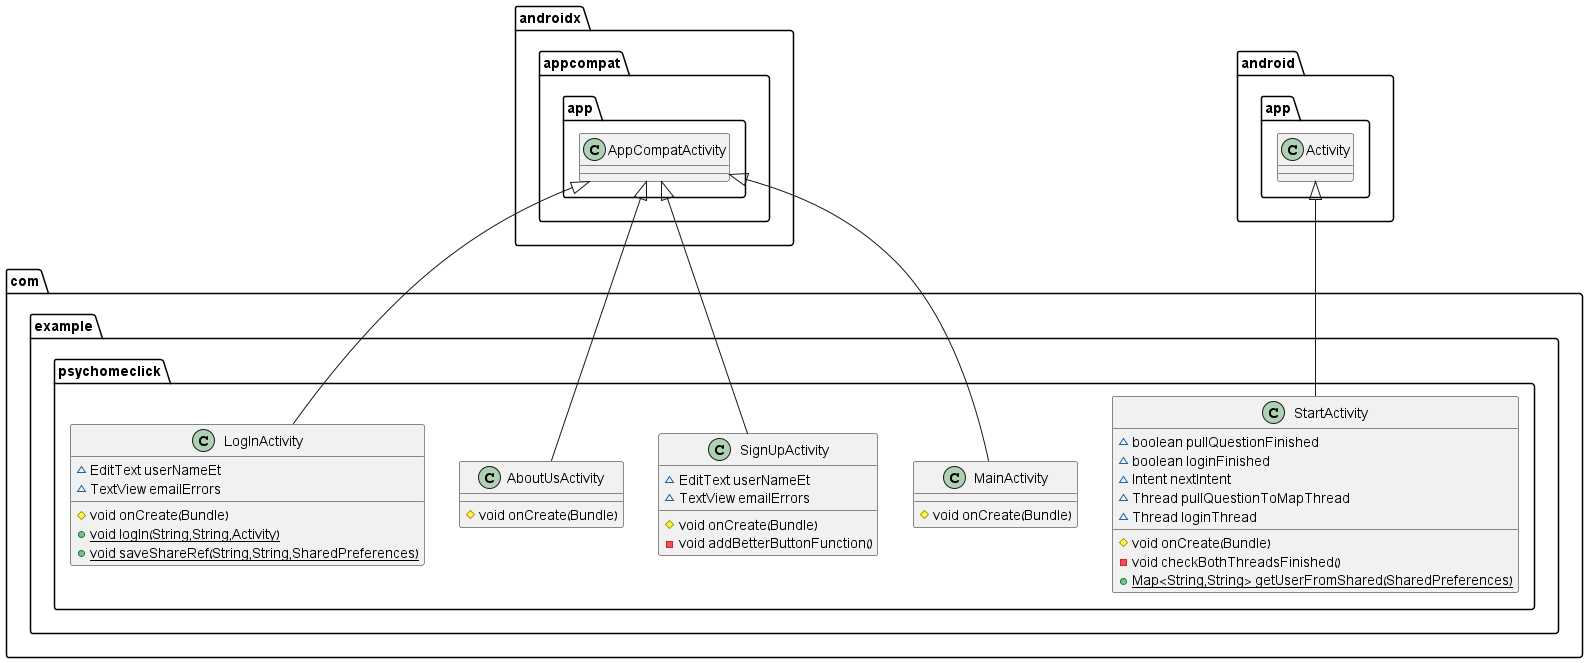 androidx
appcompat
app
C AppCompatActivity
android
app
C Activity
com
example
psychomeclick
C LogInActivity
EditText userNameEt
TextView emailErrors
void onCreate(Bundle)
void logIn(String,String,Activity)
void saveShareRef(String,String,SharedPreferences)
C AboutUsActivity
void onCreate(Bundle)
C SignUpActivity
EditText userNameEt
TextView emailErrors
void onCreate(Bundle)
void addBetterButtonFunction()
C MainActivity
void onCreate(Bundle)
C StartActivity
boolean pullQuestionFinished
boolean loginFinished
Intent nextIntent
Thread pullQuestionToMapThread
Thread loginThread
void onCreate(Bundle)
void checkBothThreadsFinished()
Map<String,String> getUserFromShared(SharedPreferences)